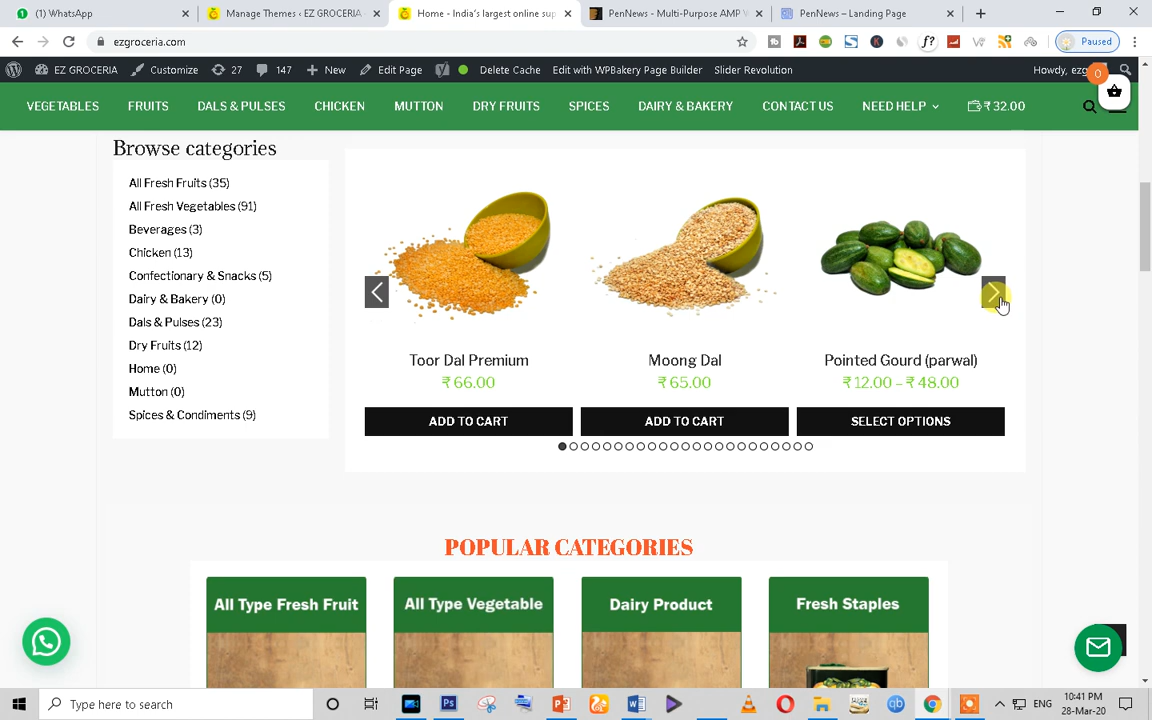 (1) WhatsApp
Manage Themes ‹ EZ GROCERIA
Home - India's largest online sup
PenNews - Multi-Purpose AMP W
PenNews – Landing Page
ezgroceria.com
Paused
EZ GROCERIA
Customize
27
147
New
Edit Page
Delete Cache
Edit with WPBakery Page Builder
Slider Revolution
Howdy, ezg
0
VEGETABLES
FRUITS
DALS & PULSES
CHICKEN
MUTTON
DRY FRUITS
SPICES
DAIRY & BAKERY
CONTACT US
NEED HELP
₹ 32.00
Browse categories
All Fresh Fruits (35)
All Fresh Vegetables (91)
Beverages (3)
Chicken (13)
Confectionary & Snacks (5)
Dairy & Bakery (0)
Dals & Pulses (23)
Dry Fruits (12)
Home (0)
Mutton (0)
Spices & Condiments (9)
Toor Dal Premium
₹ 66.00
ADD TO CART
Moong Dal
₹ 65.00
ADD TO CART
Pointed Gourd (parwal)
₹ 12.00 – ₹ 48.00
SELECT OPTIONS
POPULAR CATEGORIES
All Type Fresh Fruit
All Type Vegetable
Dairy Product
Fresh Staples
Type here to search
ENG
10:41 PM
28-Mar-20